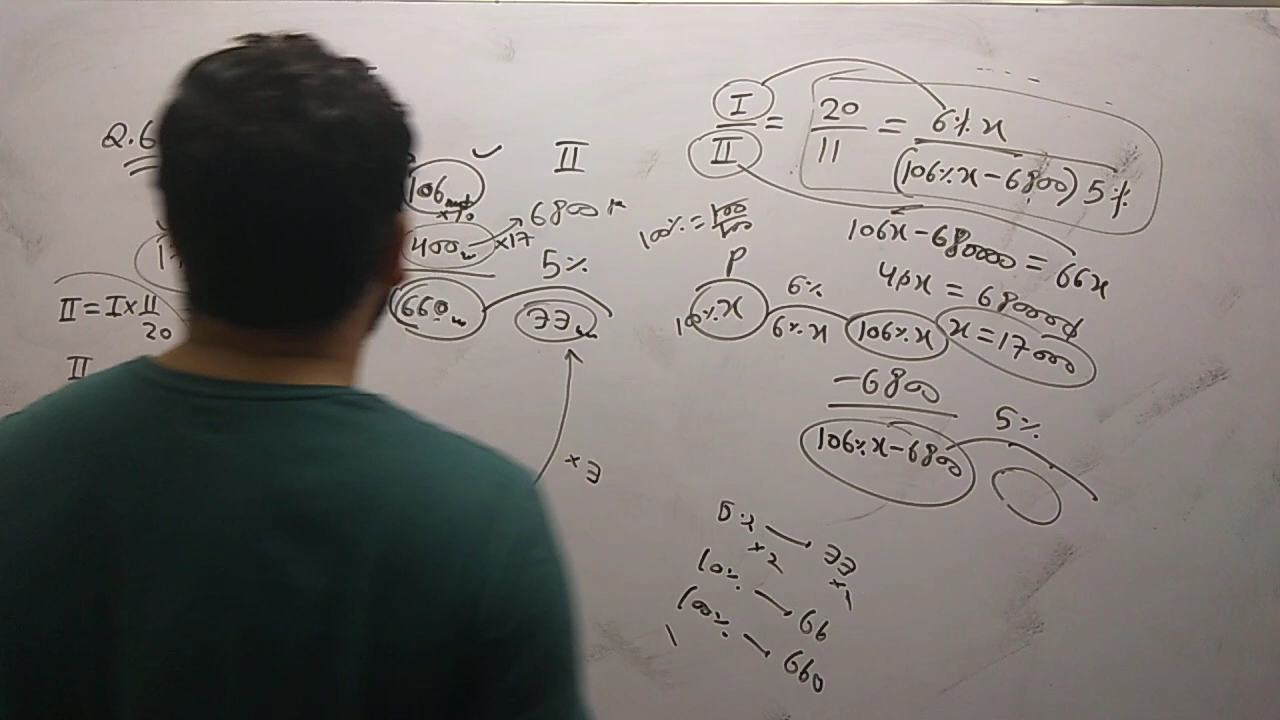 Q.6
106
×10
400 ×17 6800
660 5% 33
II
II = I×II
20
II
×3
I
II
= 20
11
= 6% x
(106% x - 6800) 5%
100% = 100
100
106x - 680000 = 66x
40x = 680000
x = 17000
P
100% x 6% 6% x 106% x
-6800
106% x - 6800 5%
5% 33
×2
10% 66
100% 660